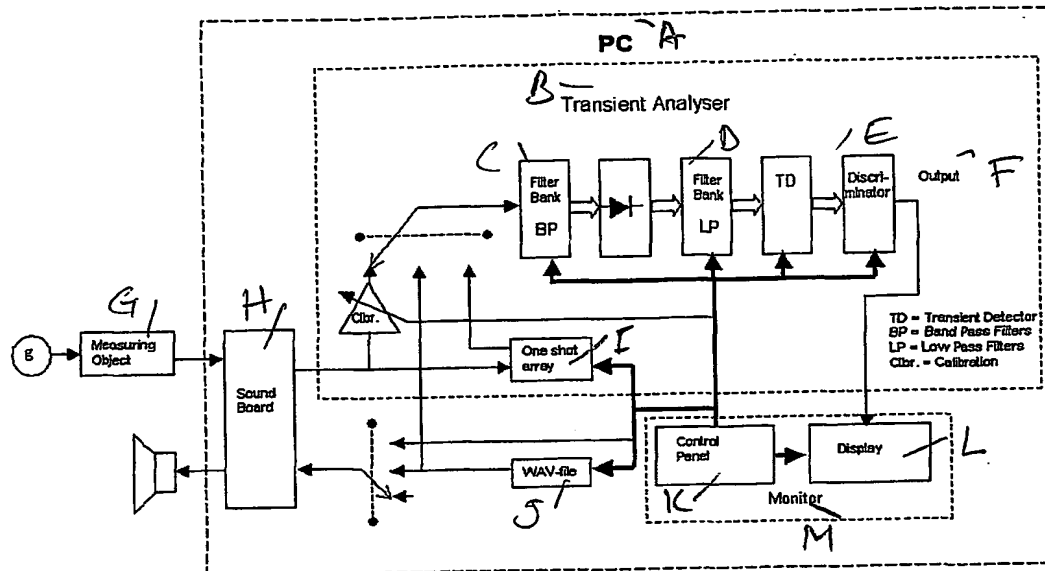 PC A
B Transient Analyser
C
D
E
Filter
Bank
BP
Filter
Bank
LP
TD
Discri-
minator
Output F
Clbr.
G
H
Measuring
Object
g
Sound
Board
One shot
array
I
TD = Transient Detector
BP = Band Pass Filters
LP = Low Pass Filters
Clbr. = Calibration
WAV-file
J
Control
Panel
K
Display
L
Monitor
M